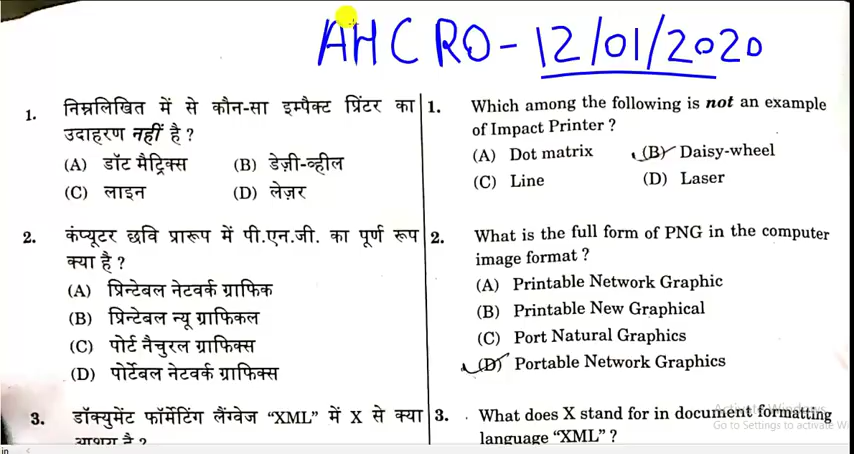 AHC RO - 12/01/2020
1. निम्नलिखित में से कौन-सा इम्पैक्ट प्रिंटर का
उदाहरण नहीं है ?
(A) डॉट मैट्रिक्स (B) डेज़ी-व्हील
(C) लाइन (D) लेज़र
2. कंप्यूटर छवि प्रारूप में पी.एन.जी. का पूर्ण रूप
क्या है ?
(A) प्रिन्टेबल नेटवर्क ग्राफिक
(B) प्रिन्टेबल न्यू ग्राफिकल
(C) पोर्ट नैचुरल ग्राफिक्स
(D) पोर्टेबल नेटवर्क ग्राफिक्स
3. डॉक्युमेंट फॉर्मेटिंग लैंग्वेज “XML” में X से क्या
आशय है ?
1. Which among the following is not an example
of Impact Printer ?
(A) Dot matrix (B) Daisy-wheel
(C) Line (D) Laser
2. What is the full form of PNG in the computer
image format ?
(A) Printable Network Graphic
(B) Printable New Graphical
(C) Port Natural Graphics
(D) Portable Network Graphics
3. What does X stand for in document formatting
language “XML” ?
Activate Windows
Go to Settings to activate W
in